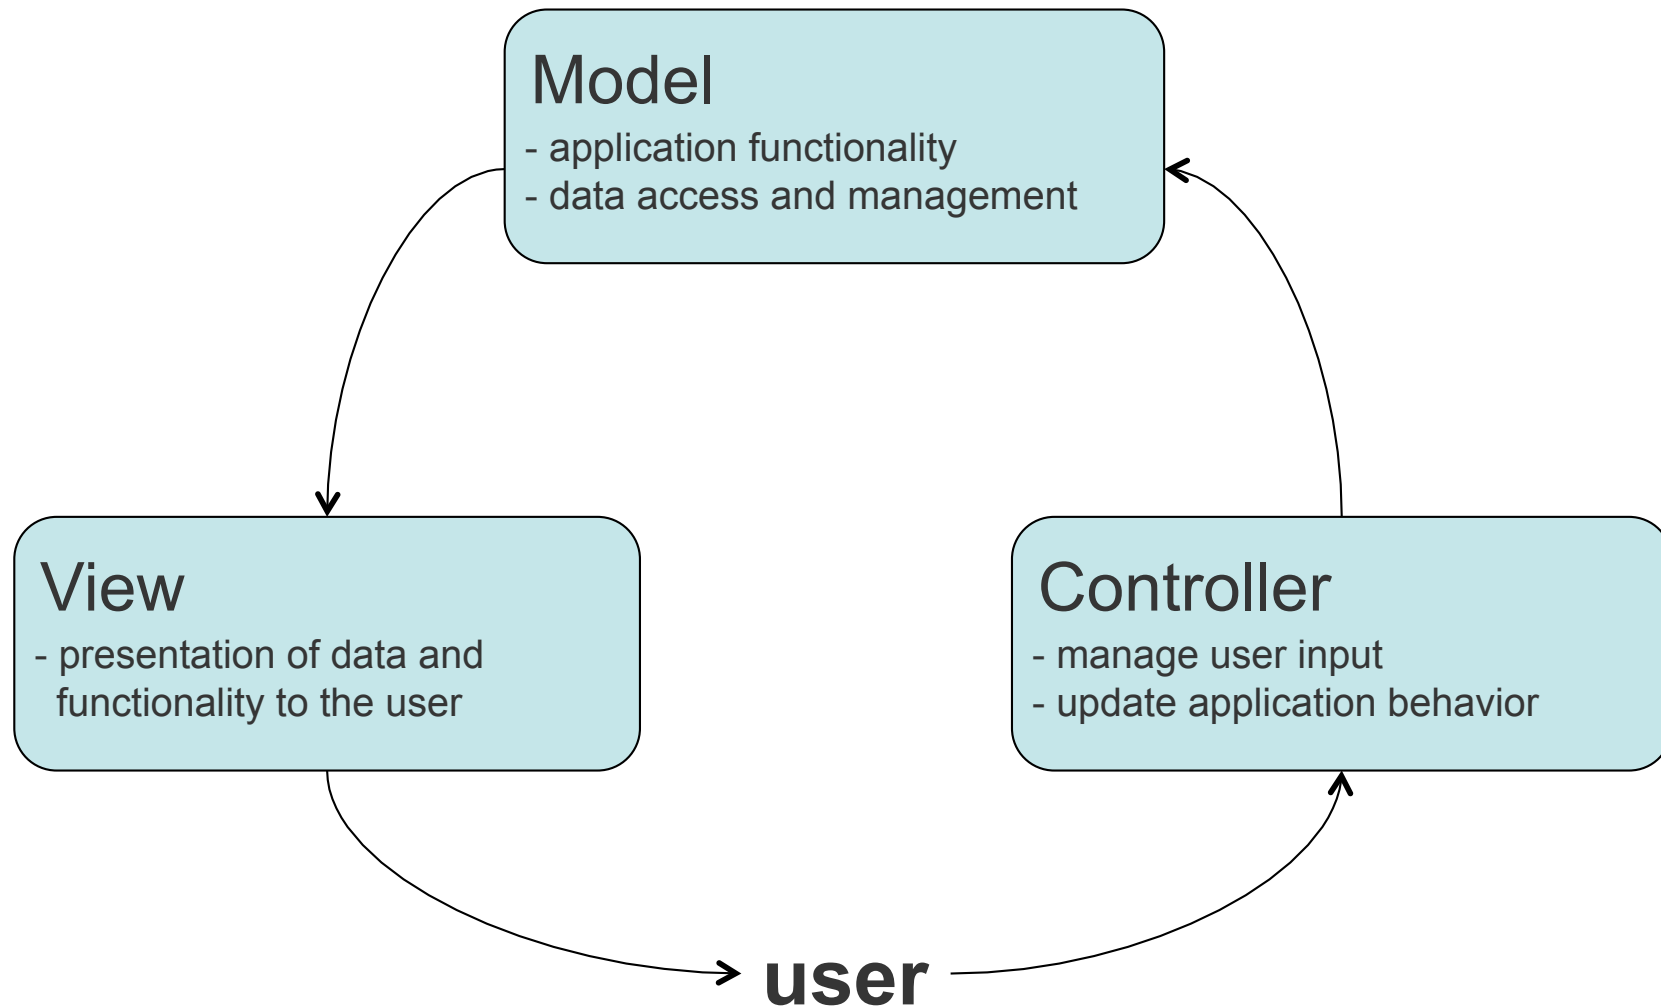 Model
- application functionality
- data access and management
View
- presentation of data and
functionality to the user
Controller
- manage user input
- update application behavior
user